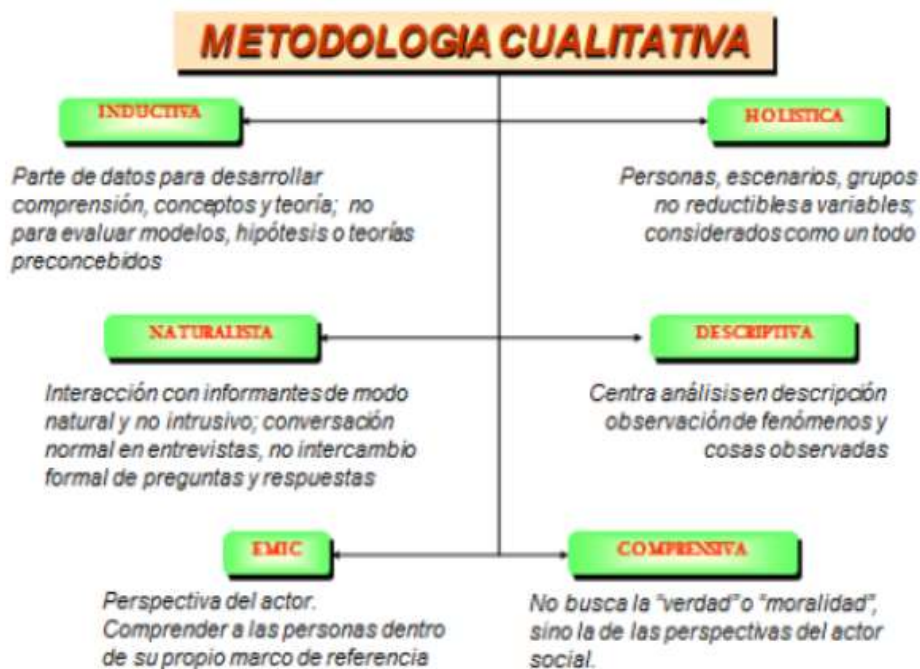 METODOLOGIA CUALITATIVA
INDUCTIVA
Parte de datos para desarrollar
comprensión, conceptos y teoría; no
para evaluar modelos, hipótesis o teorías
preconcebidos
HOLISTICA
Personas, escenarios, grupos
no reductibles a variables;
considerados como un todo
NATURALISTA
Interacción con informantes de modo
natural y no intrusivo; conversación
normal en entrevistas, no intercambio
formal de preguntas y respuestas
DESCRIPTIVA
Centra análisis en descripción
observación de fenómenos y
cosas observadas
EMIC
Perspectiva del actor.
Comprender a las personas dentro
de su propio marco de referencia
COMPRENSIVA
No busca la "verdad" o "moralidad",
sino la de las perspectivas del actor
social.